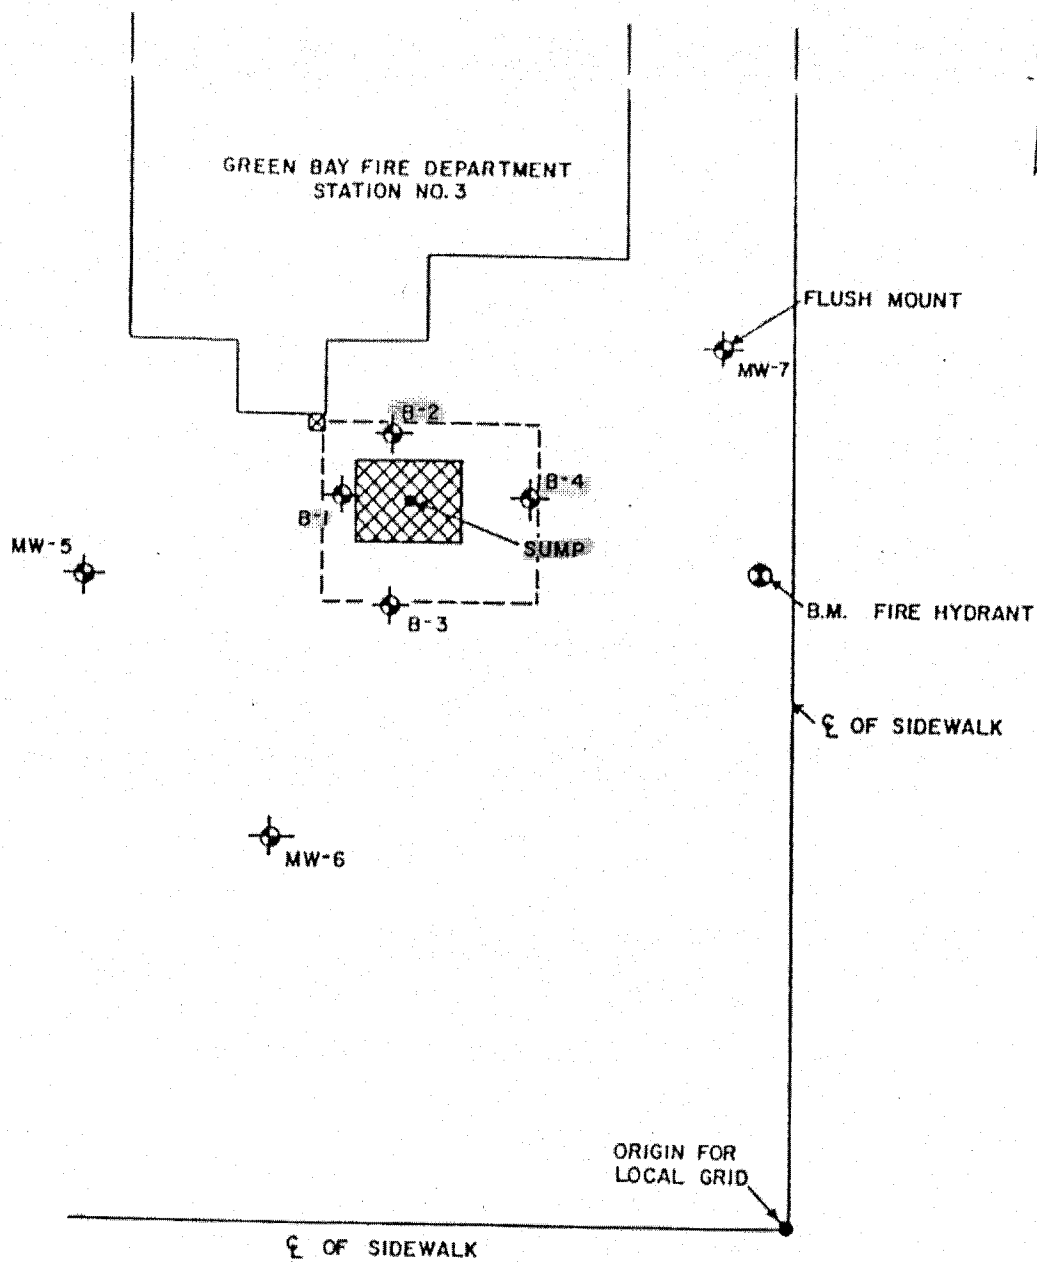 GREEN BAY FIRE DEPARTMENT
STATION NO. 3
FLUSH MOUNT
MW-7
B-2
B-4
B-1
SUMP
MW-5
B-3
B.M. FIRE HYDRANT
℄ OF SIDEWALK
MW-6
ORIGIN FOR
LOCAL GRID
℄ OF SIDEWALK